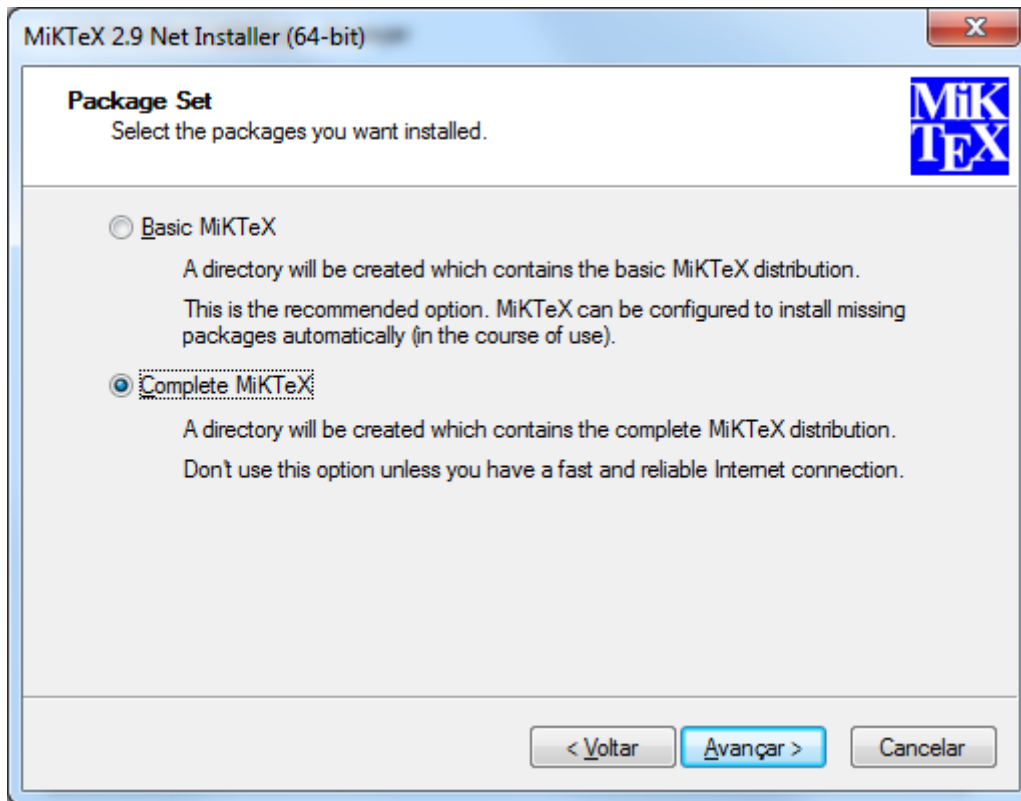 MiKTeX 2.9 Net Installer (64-bit)
Package Set
Select the packages you want installed.
MiK
TEX
Basic MiKTeX
A directory will be created which contains the basic MiKTeX distribution.
This is the recommended option. MiKTeX can be configured to install missing
packages automatically (in the course of use).
Complete MiKTeX
A directory will be created which contains the complete MiKTeX distribution.
Don't use this option unless you have a fast and reliable Internet connection.
< Voltar
Avançar >
Cancelar